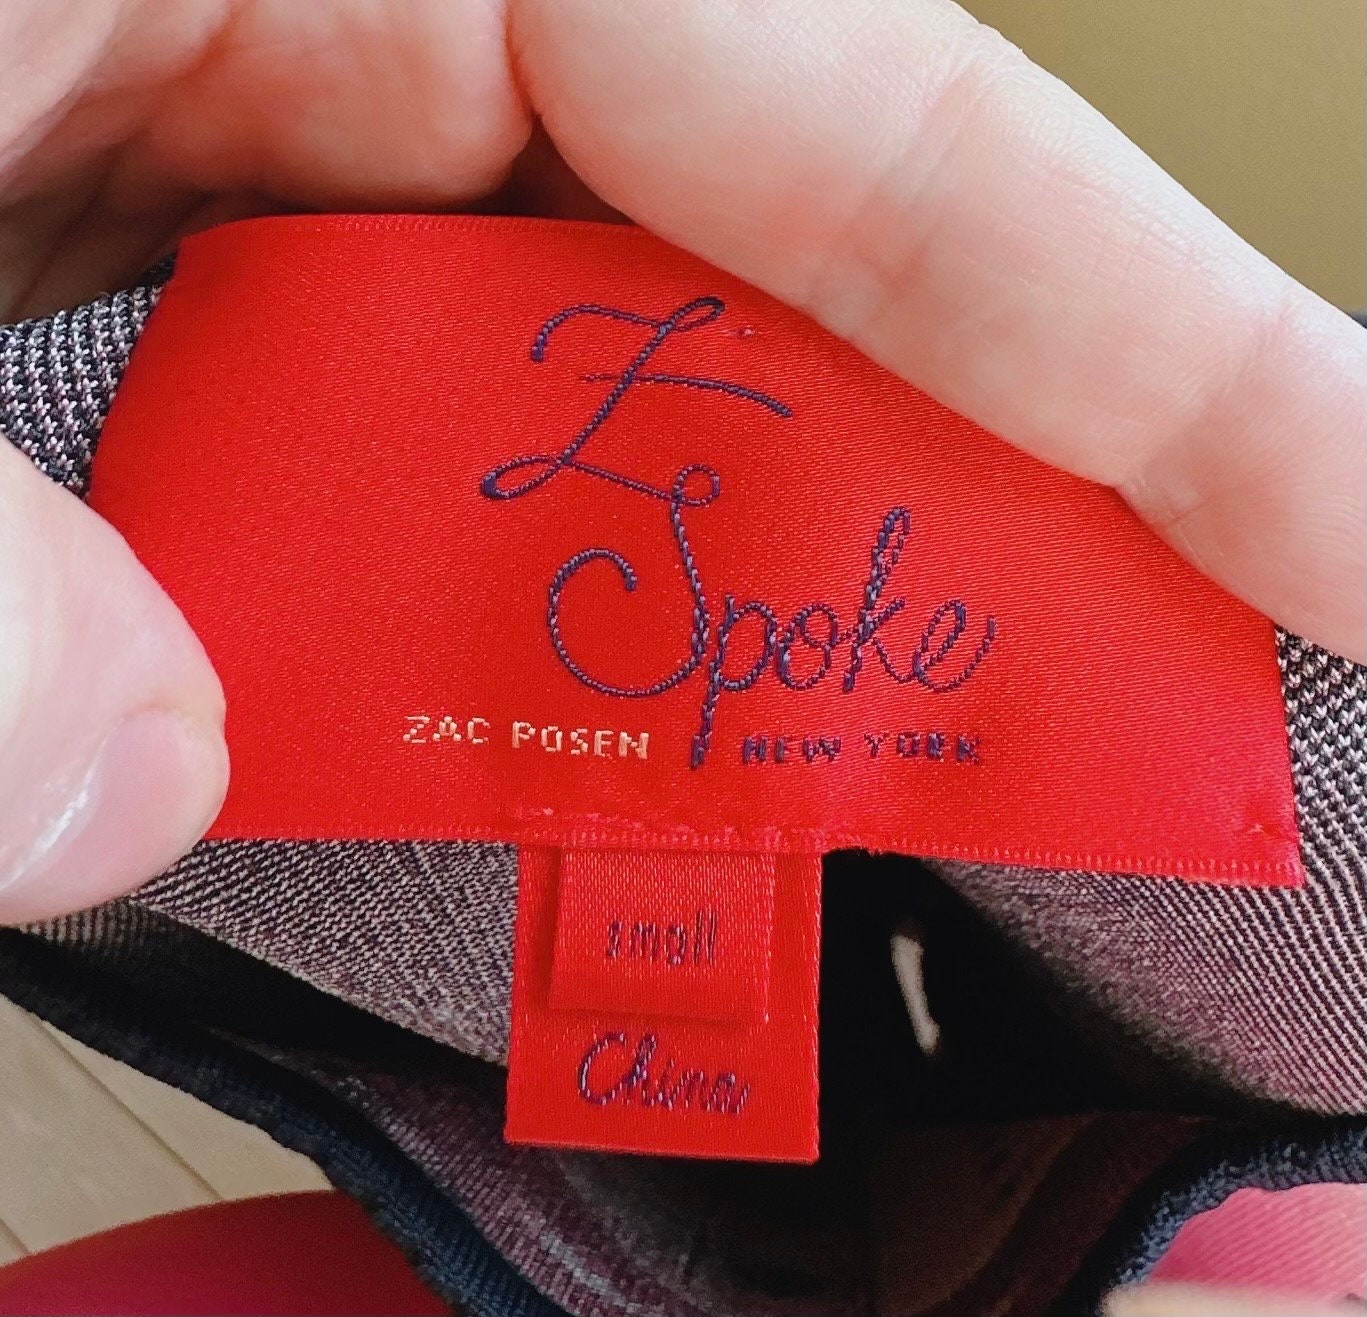 Z
Spoke
ZAC POSEN NEW YORK
small
China